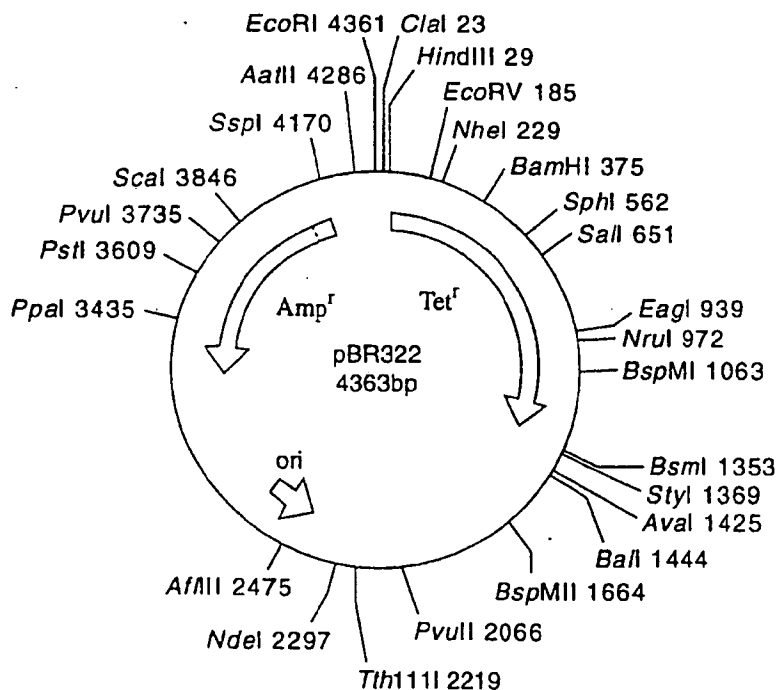 EcoRI 4361
ClaI 23
HindIII 29
AatII 4286
EcoRV 185
SspI 4170
NheI 229
BamHI 375
ScaI 3846
SphI 562
PvuI 3735
SalI 651
PstI 3609
PpaI 3435
Ampr
Tetr
EagI 939
NruI 972
pBR322
4363bp
BspMI 1063
ori
BsmI 1353
StyI 1369
AvaI 1425
BalI 1444
AflIII 2475
BspMII 1664
NdeI 2297
PvuII 2066
Tth111I 2219